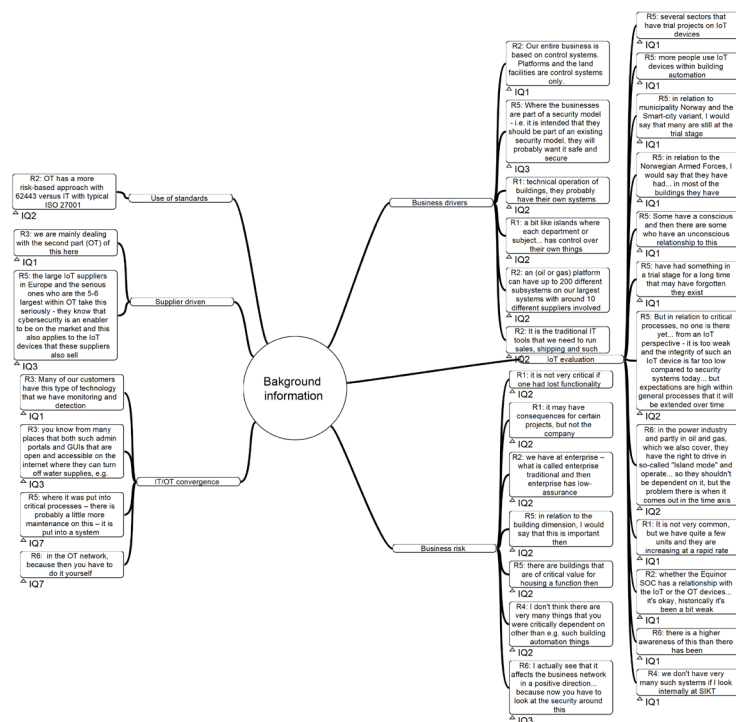 Bakground
information
Use of standards
R2: OT has a more
risk-based approach with
62443 versus IT with typical
ISO 27001
IQ2
Supplier driven
R3: we are mainly dealing
with the second part (OT) of
this here
IQ1
R5: the large IoT suppliers
in Europe and the serious
ones who are the 5-6
largest within OT take this
seriously - they know that
cybersecurity is an enabler
to be on the market and this
also applies to the IoT
devices that these suppliers
also sell
IQ3
IT/OT convergence
R3: Many of our customers
have this type of technology
that we have monitoring and
detection
IQ1
R3: you know from many
places that both such admin
portals and GUIs that are
open and accessible on the
internet where they can turn
off water supplies, e.g.
IQ3
R5: where it was put into
critical processes – there is
probably a little more
maintenance on this – it is
put into a system
IQ7
R6: in the OT network,
because then you have to
do it yourself
IQ7
Business drivers
R2: Our entire business is
based on control systems.
Platforms and the land
facilities are control systems
only.
IQ1
R5: Where the businesses
are part of a security model
- i.e. it is intended that they
should be part of an existing
security model, they will
probably want it safe and
secure
IQ3
R1: technical operation of
buildings, they probably
have their own systems
IQ2
R1: a bit like islands where
each department or
subject... has control over
their own things
IQ2
R2: an (oil or gas) platform
can have up to 200 different
subsystems on our largest
systems with around 10
different suppliers involved
IQ2
R2: It is the traditional IT
tools that we need to run
sales, shipping and such
IQ2
IoT evaluation
R5: several sectors that
have trial projects on IoT
devices
IQ1
R5: more people use IoT
devices within building
automation
IQ1
R5: in relation to
municipality Norway and the
Smart-city variant, I would
say that many are still at the
trial stage
IQ1
R5: in relation to the
Norwegian Armed Forces, I
would say that they have
had... in most of the
buildings they have
IQ1
R5: Some have a conscious
and then there are some
who have an unconscious
relationship to this
IQ1
R5: have had something in
a trial stage for a long time
that may have forgotten
they exist
IQ1
R5: But in relation to critical
processes, no one is there
yet... from an IoT
perspective - it is too weak
and the integrity of such an
IoT device is far too low
compared to security
systems today... but
expectations are high within
general processes that it will
be extended over time
IQ2
R6: in the power industry
and partly in oil and gas,
which we also cover, they
have the right to drive in
so-called "Island mode" and
operate... so they shouldn't
be dependent on it, but the
problem there is when it
comes out in the time axis
IQ2
R1: It is not very common,
but we have quite a few
units and they are
increasing at a rapid rate
IQ1
R2: whether the Equinor
SOC has a relationship with
the IoT or the OT devices...
it's okay, historically it's
been a bit weak
IQ1
R6: there is a higher
awareness of this than there
has been
IQ1
R4: we don't have very
many such systems if I look
internally at SIKT
IQ1
Business risk
R1: it is not very critical if
one had lost functionality
IQ2
R1: it may have
consequences for certain
projects, but not the
company
IQ2
R2: we have at enterprise –
what is called enterprise
traditional and then
enterprise has low-
assurance
IQ2
R5: in relation to the
building dimension, I would
say that this is important
then
IQ2
R5: there are buildings that
are of critical value for
housing a function then
IQ2
R4: I don't think there are
very many things that you
were critically dependent on
other than e.g. such building
automation things
IQ2
R6: I actually see that it
affects the business network
in a positive direction...
because now you have to
look at the security around
this
IQ3